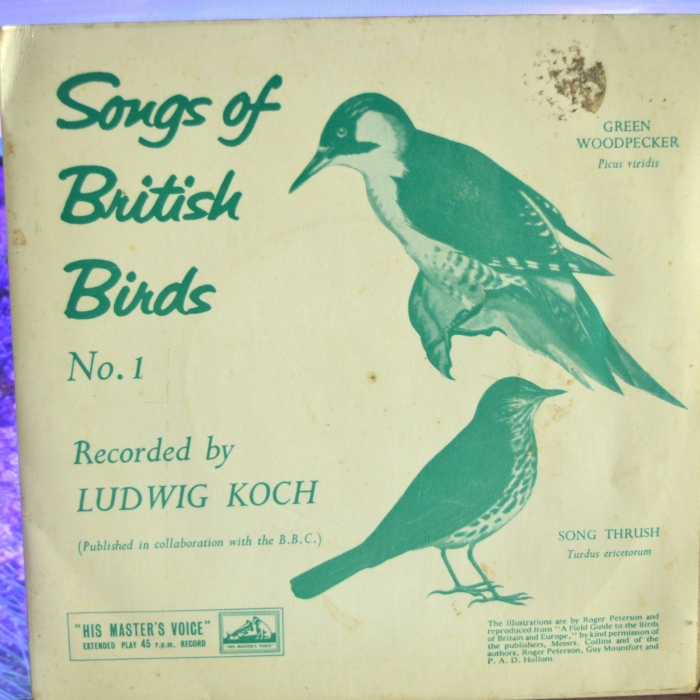 Songs of
British
Birds
No. 1
Recorded by
LUDWIG KOCH
(Published in collaboration with the B.B.C.)
"HIS MASTER'S VOICE"
EXTENDED PLAY 45 r.p.m. RECORD
"HIS MASTER'S VOICE"
GREEN
WOODPECKER
Picus viridis
SONG THRUSH
Turdus ericetorum
The illustrations are by Roger Peterson and
reproduced from "A Field Guide to the Birds
of Britain and Europe," by kind permission of
the publishers, Messrs. Collins and of the
authors, Roger Peterson, Guy Mountfort and
P. A. D. Hollom.